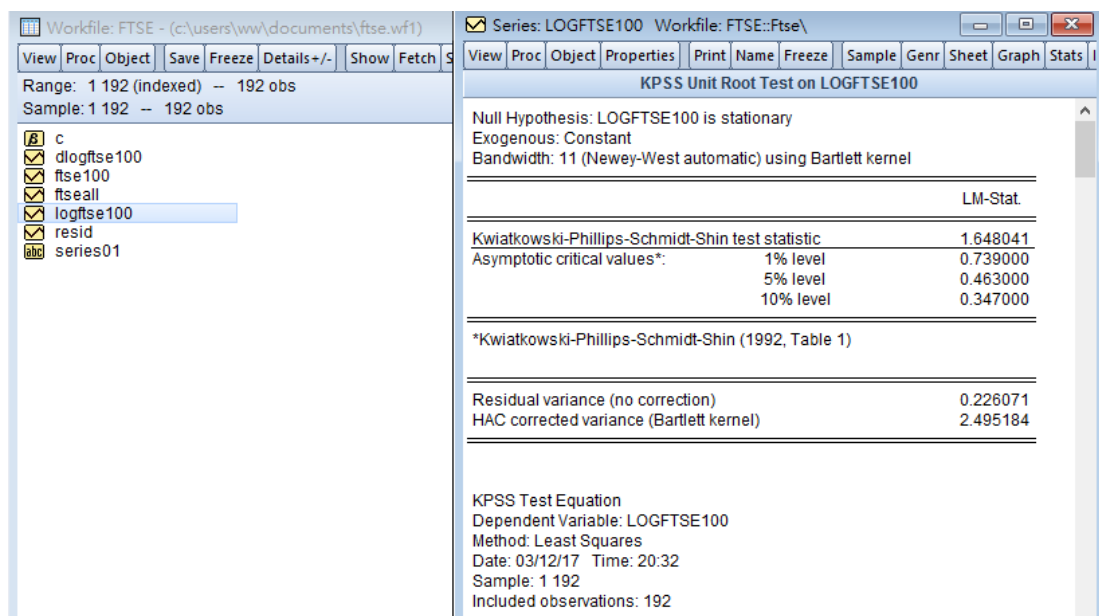 Workfile: FTSE - (c:\users\ww\documents\ftse.wf1)
View Proc Object Save Freeze Details+/- Show Fetch S
Range: 1 192 (indexed) -- 192 obs
Sample: 1 192 -- 192 obs
β c
dlogftse100
ftse100
ftseall
logftse100
resid
abc series01
Series: LOGFTSE100 Workfile: FTSE::Ftse\
View Proc Object Properties Print Name Freeze Sample Genr Sheet Graph Stats I
KPSS Unit Root Test on LOGFTSE100
Null Hypothesis: LOGFTSE100 is stationary
Exogenous: Constant
Bandwidth: 11 (Newey-West automatic) using Bartlett kernel
LM-Stat.
Kwiatkowski-Phillips-Schmidt-Shin test statistic 1.648041
Asymptotic critical values*: 1% level 0.739000
5% level 0.463000
10% level 0.347000
*Kwiatkowski-Phillips-Schmidt-Shin (1992, Table 1)
Residual variance (no correction) 0.226071
HAC corrected variance (Bartlett kernel) 2.495184
KPSS Test Equation
Dependent Variable: LOGFTSE100
Method: Least Squares
Date: 03/12/17 Time: 20:32
Sample: 1 192
Included observations: 192